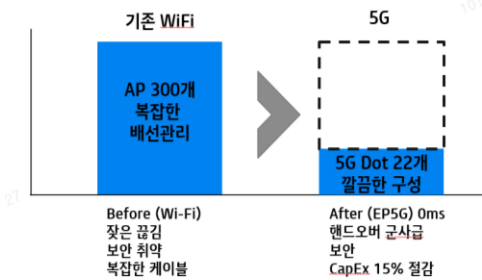 기존 WiFi
5G
AP 300개
복잡한
배선관리
5G Dot 22개
깔끔한 구성
Before (Wi-Fi)
잦은 끊김
보안 취약
복잡한 케이블
After (EP5G) 0ms
핸드오버 군사급
보안
CapEx 15% 절감
27